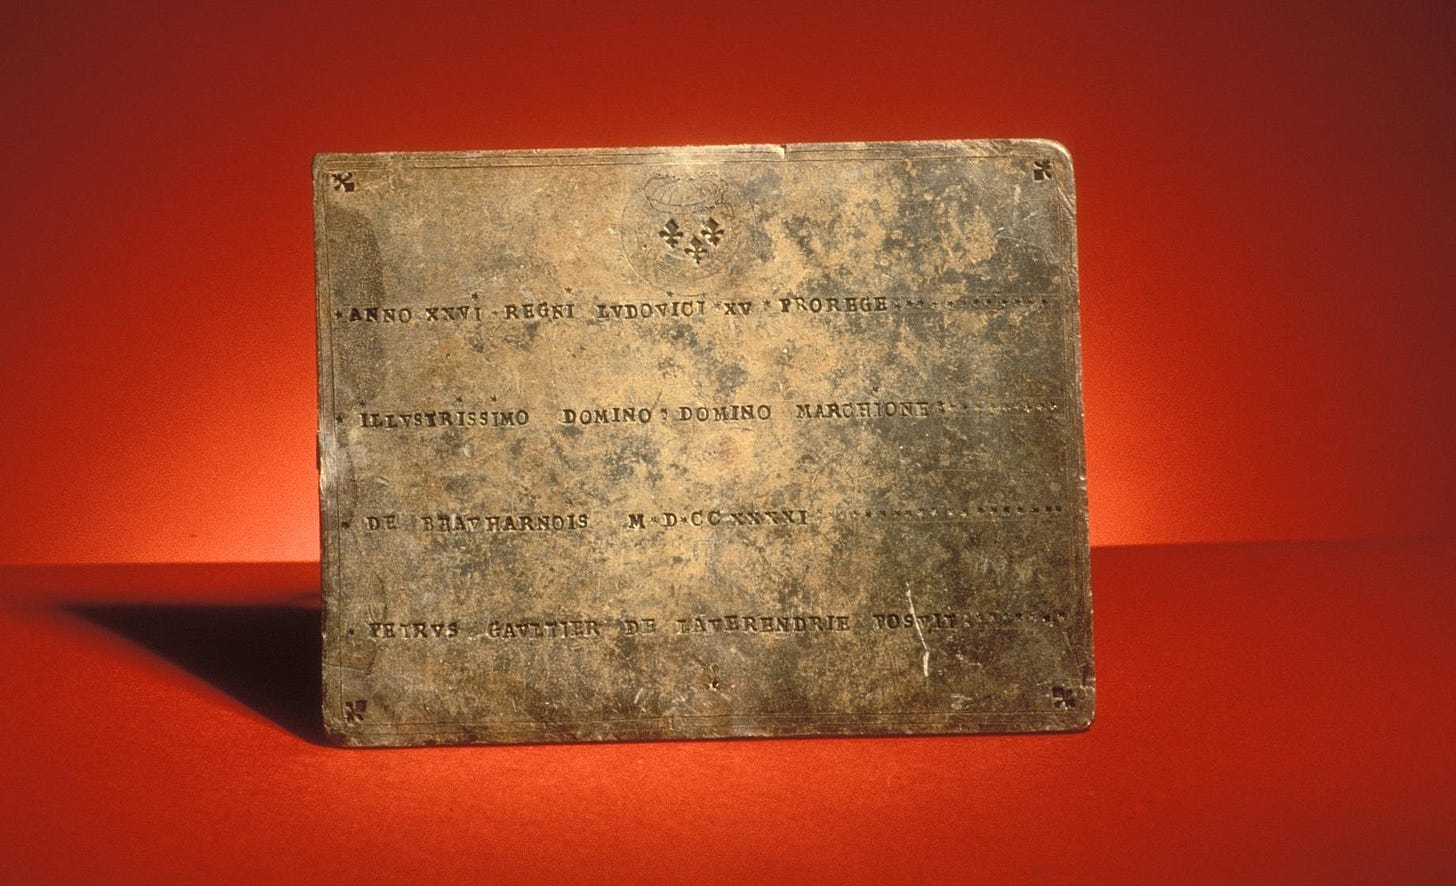 *ANNO XXVI REGNI LVDOVICI *XV * PROREGE
* ILLVSTRISSIMO DOMINO : DOMINO MARCHIONE
DE BEAVHARNOIS M*D*CC XXXXI
PETRVS GAVLTIER DE LAVERENDRIE POSVIT